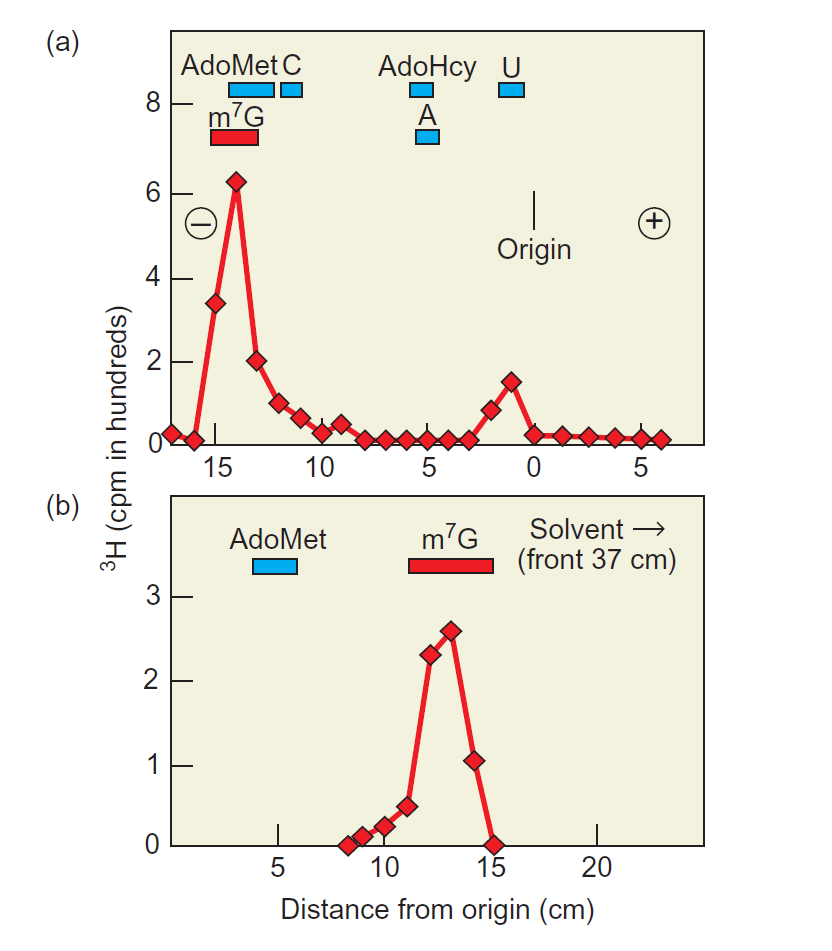 (a)
AdoMet C AdoHcy U
8
m⁷G A
6
− +
Origin
4
2
0
15 10 5 0 5
³H (cpm in hundreds)
(b)
AdoMet m⁷G Solvent →
(front 37 cm)
3
2
1
0
5 10 15 20
Distance from origin (cm)